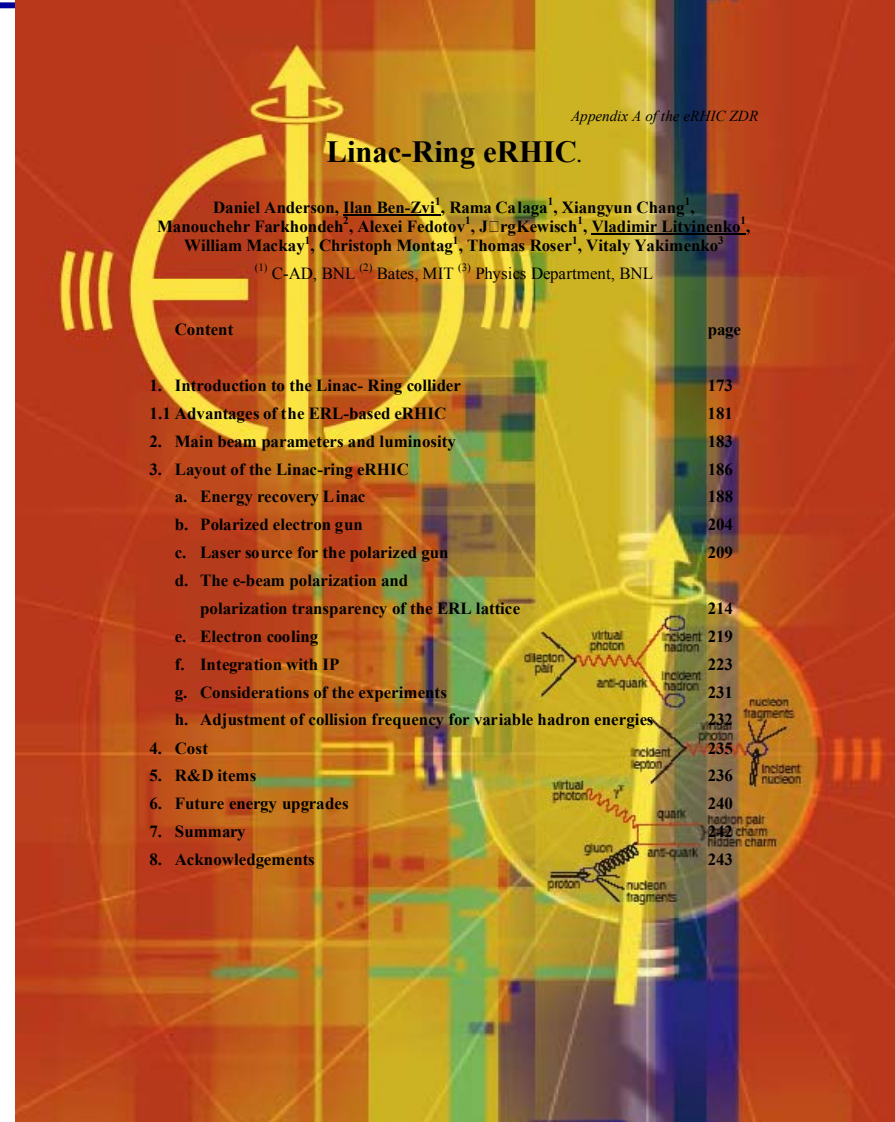 Appendix A of the eRHIC ZDR
Linac-Ring eRHIC.
Daniel Anderson, Ilan Ben-Zvi¹, Rama Calaga¹, Xiangyun Chang¹,
Manouchehr Farkhondeh², Alexei Fedotov¹, J□rgKewisch¹, Vladimir Litvinenko¹,
William Mackay¹, Christoph Montag¹, Thomas Roser¹, Vitaly Yakimenko³
⁽¹⁾ C-AD, BNL ⁽²⁾ Bates, MIT ⁽³⁾ Physics Department, BNL
Content page
1. Introduction to the Linac- Ring collider 173
1.1 Advantages of the ERL-based eRHIC 181
2. Main beam parameters and luminosity 183
3. Layout of the Linac-ring eRHIC 186
a. Energy recovery Linac 188
b. Polarized electron gun 204
c. Laser source for the polarized gun 209
d. The e-beam polarization and
polarization transparency of the ERL lattice 214
e. Electron cooling 219
f. Integration with IP 223
g. Considerations of the experiments 231
h. Adjustment of collision frequency for variable hadron energies 232
4. Cost 235
5. R&D items 236
6. Future energy upgrades 240
7. Summary 242
8. Acknowledgements 243
dilepton
pair
virtual
photon
anti-quark
incident
hadron
incident
hadron
nucleon
fragments
virtual
photon
incident
lepton
incident
nucleon
virtual
photon
γ*
quark
hadron pair
charm
hidden charm
gluon
anti-quark
proton
nucleon
fragments